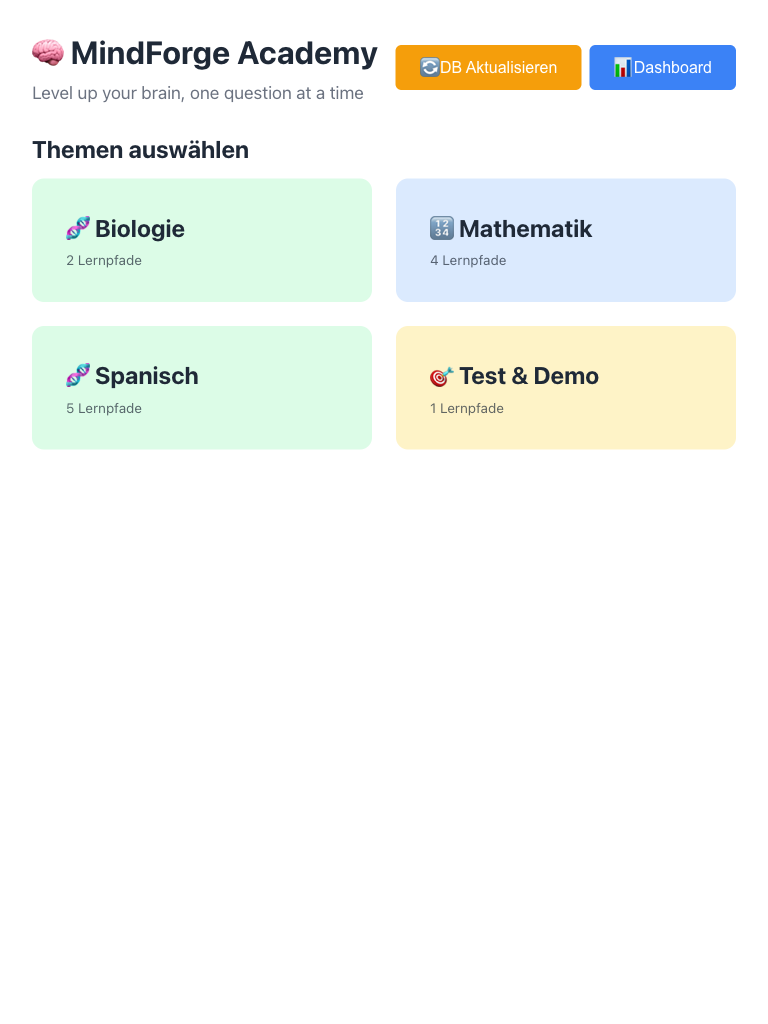 MindForge Academy
Level up your brain, one question at a time
DB Aktualisieren
Dashboard
Themen auswählen
Biologie
2 Lernpfade
1234 Mathematik
4 Lernpfade
Spanisch
5 Lernpfade
Test & Demo
1 Lernpfade